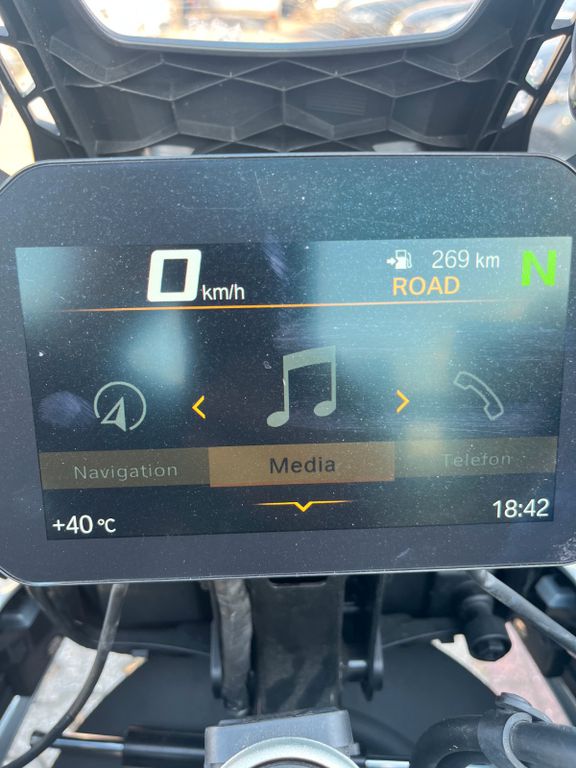 0 km/h
269 km N
ROAD
Navigation Media Telefon
+40 °C 18:42